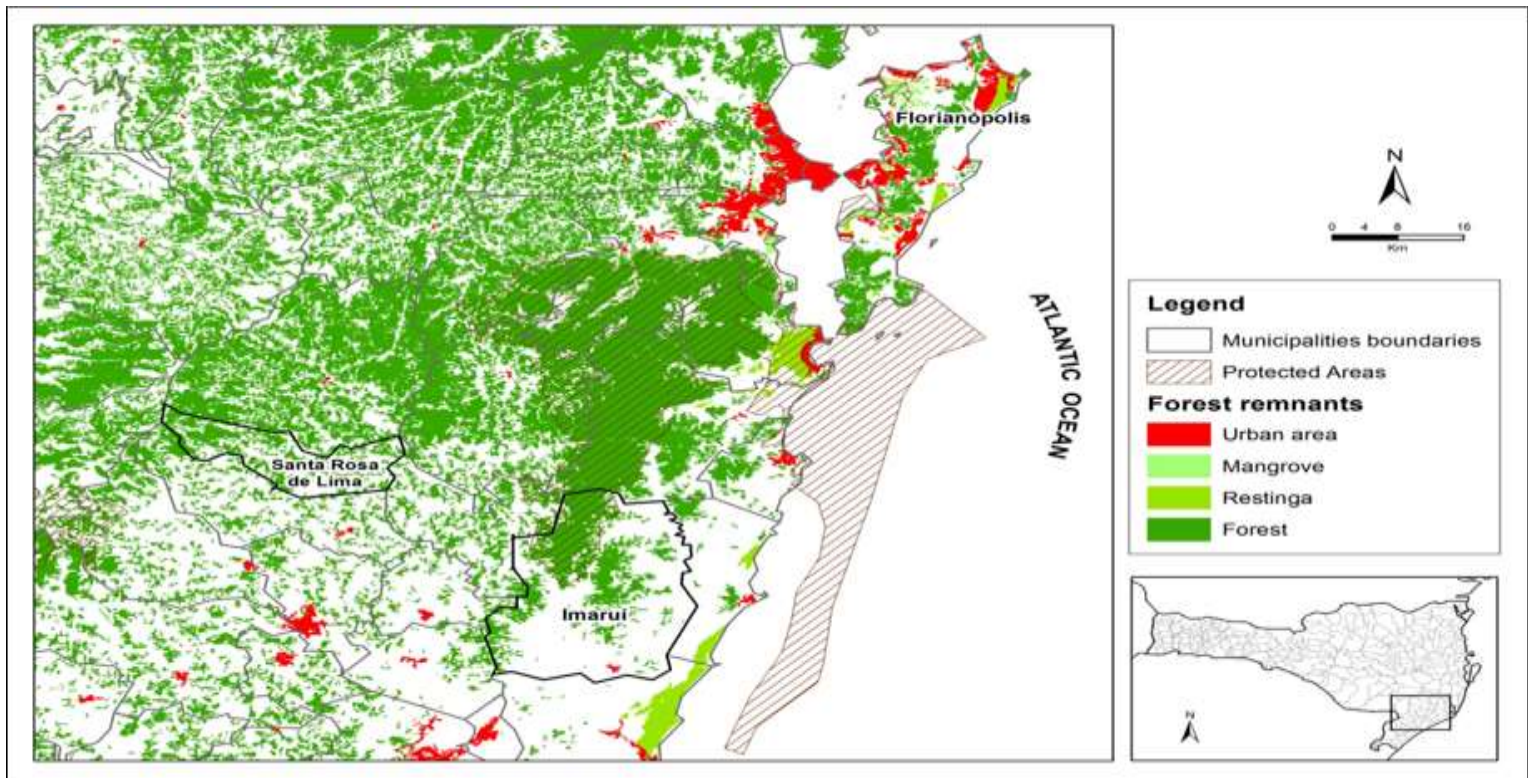 Florianópolis
N
0 4 8 16
Km
ATLANTIC OCEAN
Legend
Municipalities boundaries
Protected Areas
Forest remnants
Urban area
Mangrove
Restinga
Forest
Santa Rosa
de Lima
Imaruí
N